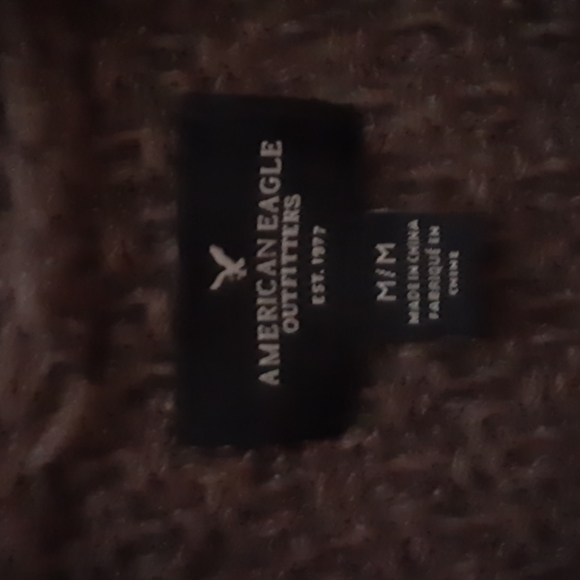 AMERICAN EAGLE
OUTFITTERS
EST. 1977
M/M
MADE IN CHINA
FABRIQUÉ EN
CHINE